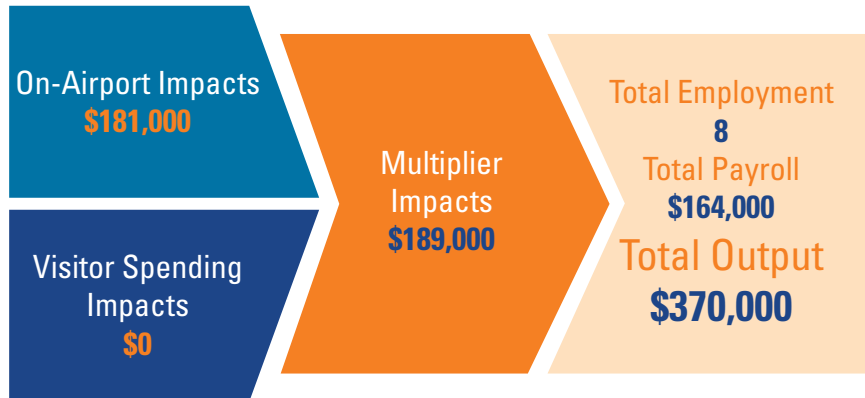 On-Airport Impacts
$181,000
Visitor Spending
Impacts
$0
Multiplier
Impacts
$189,000
Total Employment
8
Total Payroll
$164,000
Total Output
$370,000